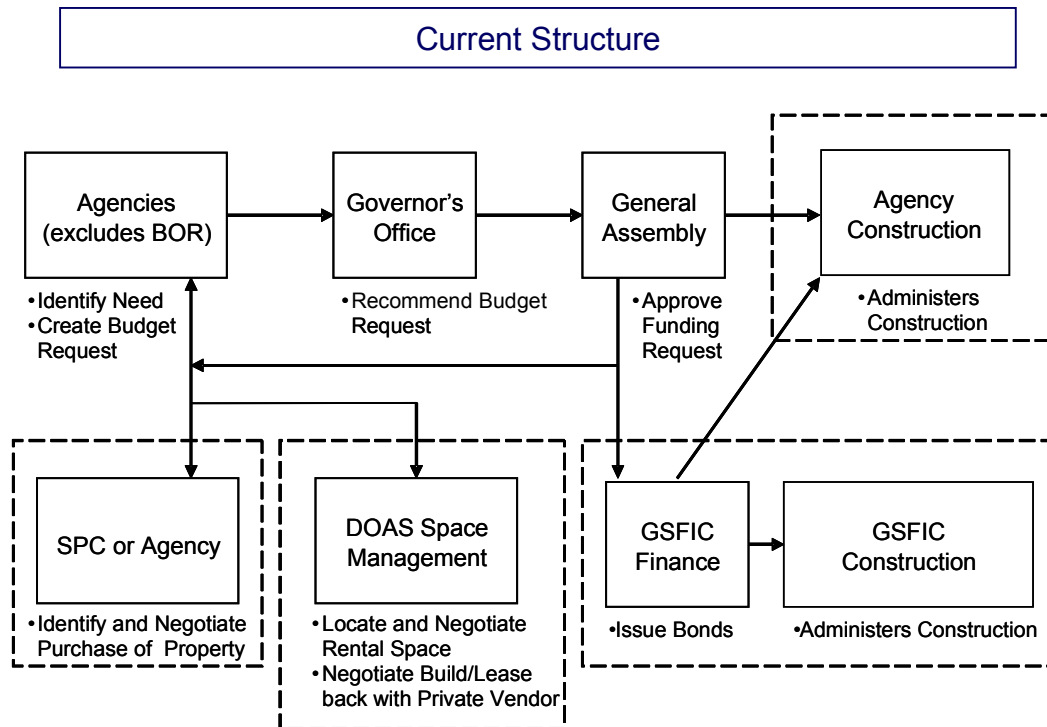 Current Structure
Agencies
(excludes BOR)
•Identify Need
•Create Budget
Request
Governor's
Office
•Recommend Budget
Request
General
Assembly
•Approve
Funding
Request
Agency
Construction
•Administers
Construction
SPC or Agency
•Identify and Negotiate
Purchase of Property
DOAS Space
Management
•Locate and Negotiate
Rental Space
•Negotiate Build/Lease
back with Private Vendor
GSFIC
Finance
•Issue Bonds
GSFIC
Construction
•Administers Construction